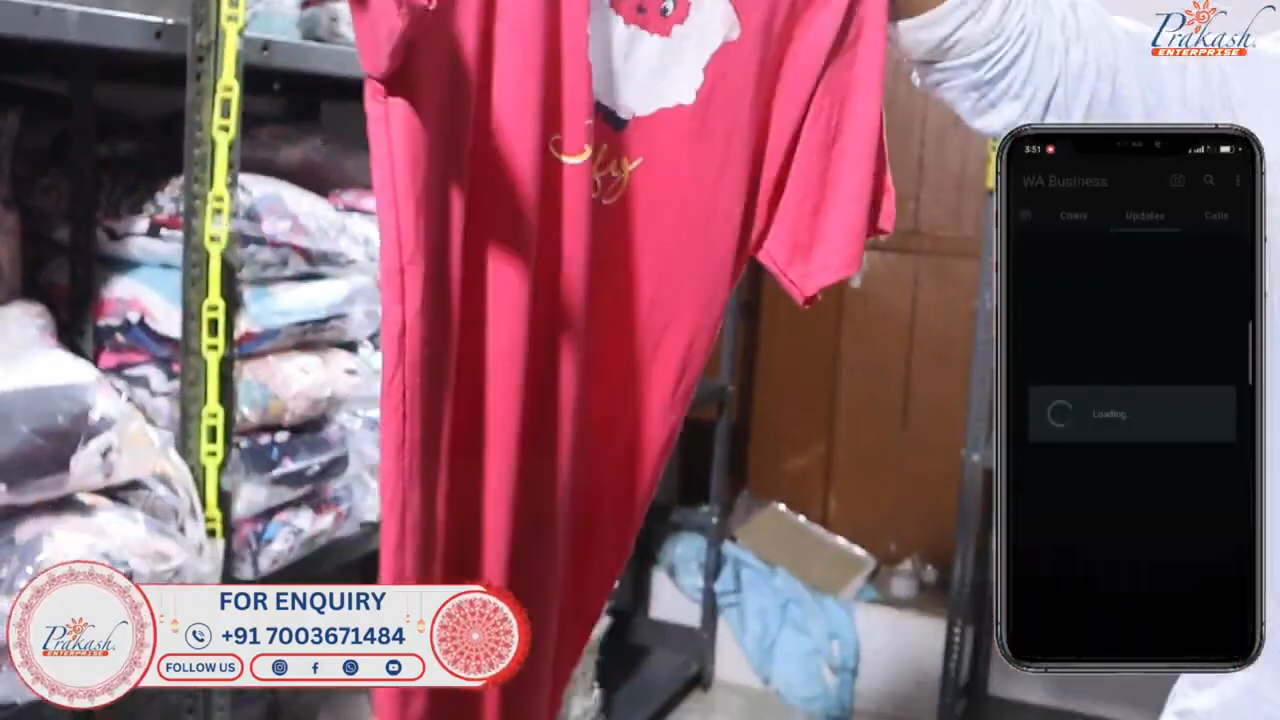 Prakash
ENTERPRISE
3:51
WA Business
Chats Updates Calls
Loading..
FOR ENQUIRY
+91 7003671484
FOLLOW US
Prakash
ENTERPRISE